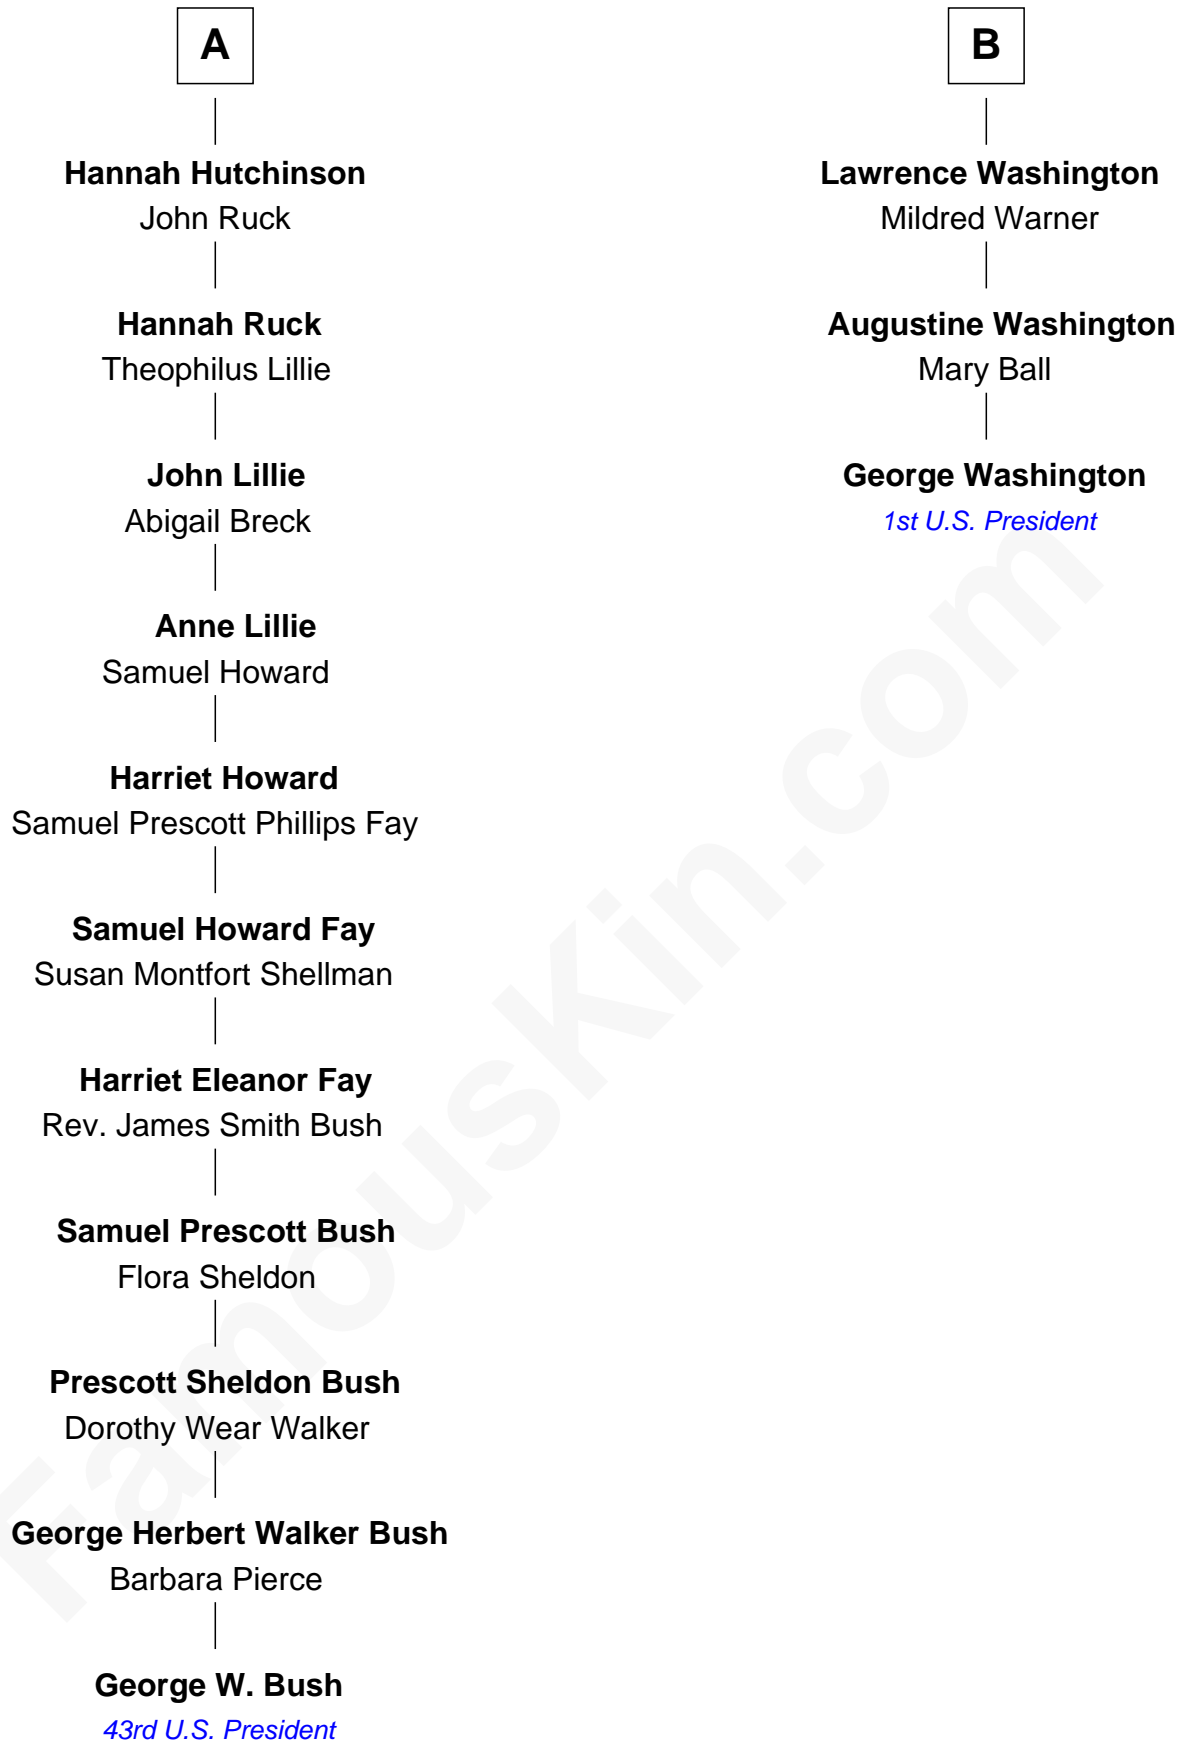 A
Hannah Hutchinson
John Ruck
Hannah Ruck
Theophilus Lillie
John Lillie
Abigail Breck
Anne Lillie
Samuel Howard
Harriet Howard
Samuel Prescott Phillips Fay
Samuel Howard Fay
Susan Montfort Shellman
Harriet Eleanor Fay
Rev. James Smith Bush
Samuel Prescott Bush
Flora Sheldon
Prescott Sheldon Bush
Dorothy Wear Walker
George Herbert Walker Bush
Barbara Pierce
George W. Bush
43rd U.S. President
B
Lawrence Washington
Mildred Warner
Augustine Washington
Mary Ball
George Washington
1st U.S. President
FamousKin.com